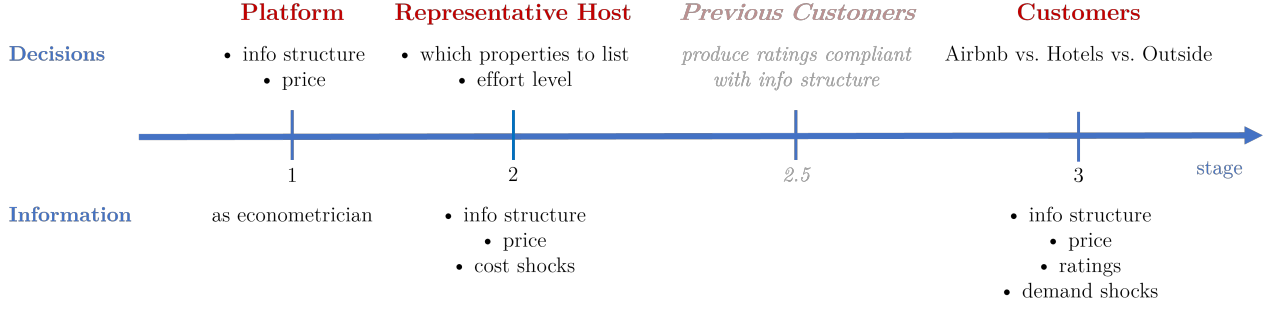 Platform Representative Host Previous Customers Customers
Decisions • info structure • which properties to list produce ratings compliant Airbnb vs. Hotels vs. Outside
• price • effort level with info structure
1 2 2.5 3
stage
Information as econometrician • info structure • info structure
• price • price
• cost shocks • ratings
• demand shocks